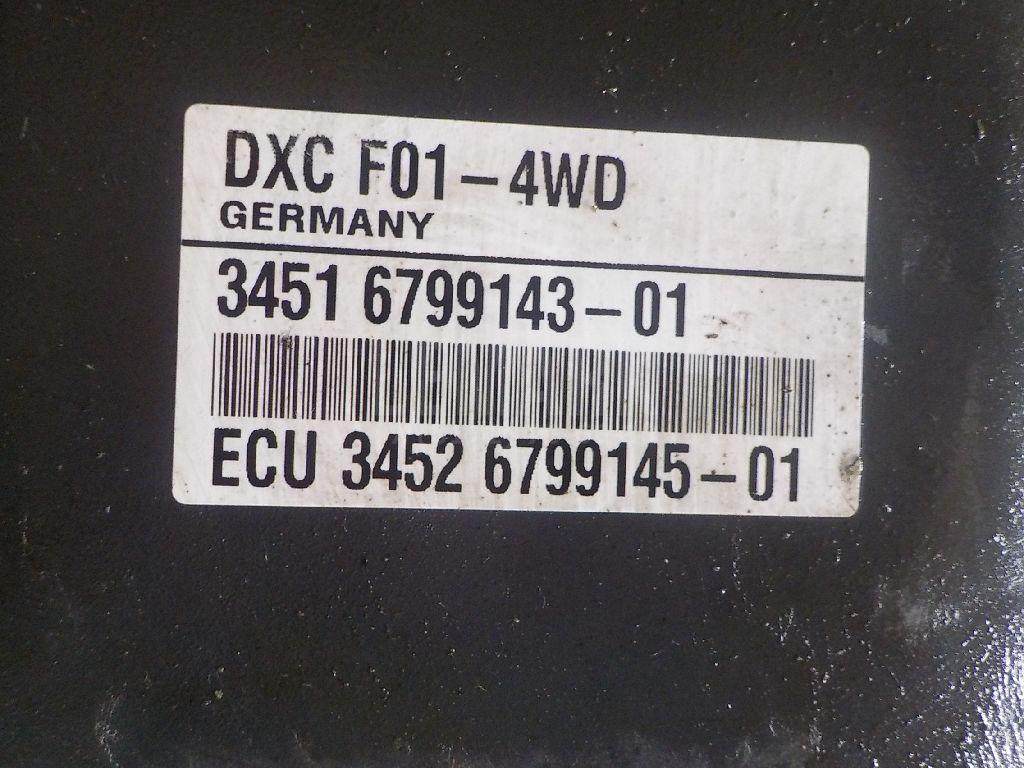 DXC F01-4WD
GERMANY
3451 6799143-01
ECU 3452 6799145-01